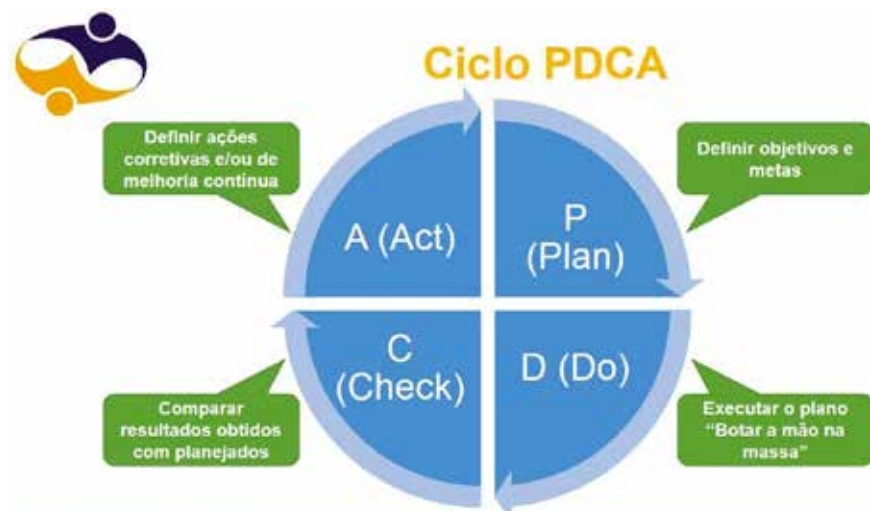 Ciclo PDCA
Definir ações
corretivas e/ou de
melhoria continua
Definir objetivos e
metas
A (Act)
P
(Plan)
C
(Check)
D (Do)
Comparar
resultados obtidos
com planejados
Executar o plano
“Botar a mão na
massa”